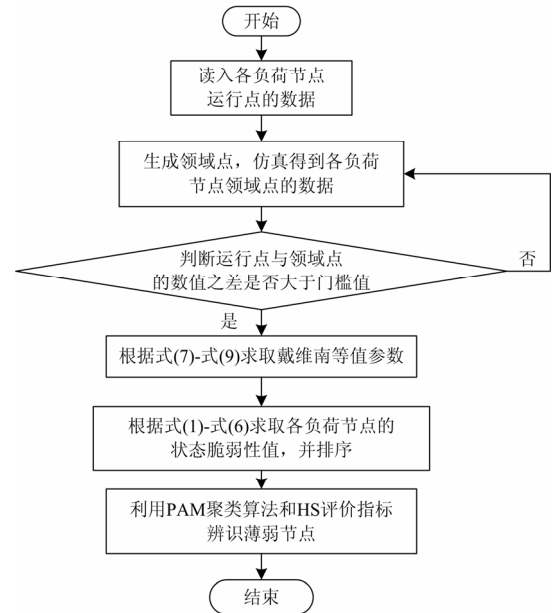 开始
读入各负荷节点
运行点的数据
生成领域点，仿真得到各负荷
节点领域点的数据
判断运行点与领域点
的数值之差是否大于门槛值
否
是
根据式(7)-式(9)求取戴维南等值参数
根据式(1)-式(6)求取各负荷节点的
状态脆弱性值，并排序
利用PAM聚类算法和HS评价指标
辨识薄弱节点
结束